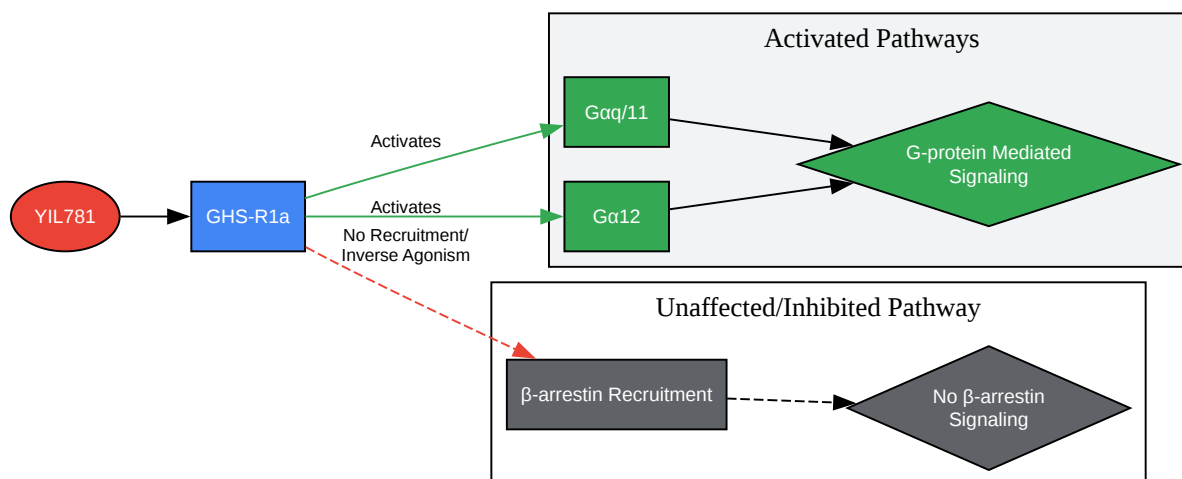 Activated Pathways
Gαq/11
G-protein Mediated
Signaling
Activates
YIL781
GHS-R1a
Activates
Gα12
No Recruitment/
Inverse Agonism
Unaffected/Inhibited Pathway
β-arrestin Recruitment
No β-arrestin
Signaling